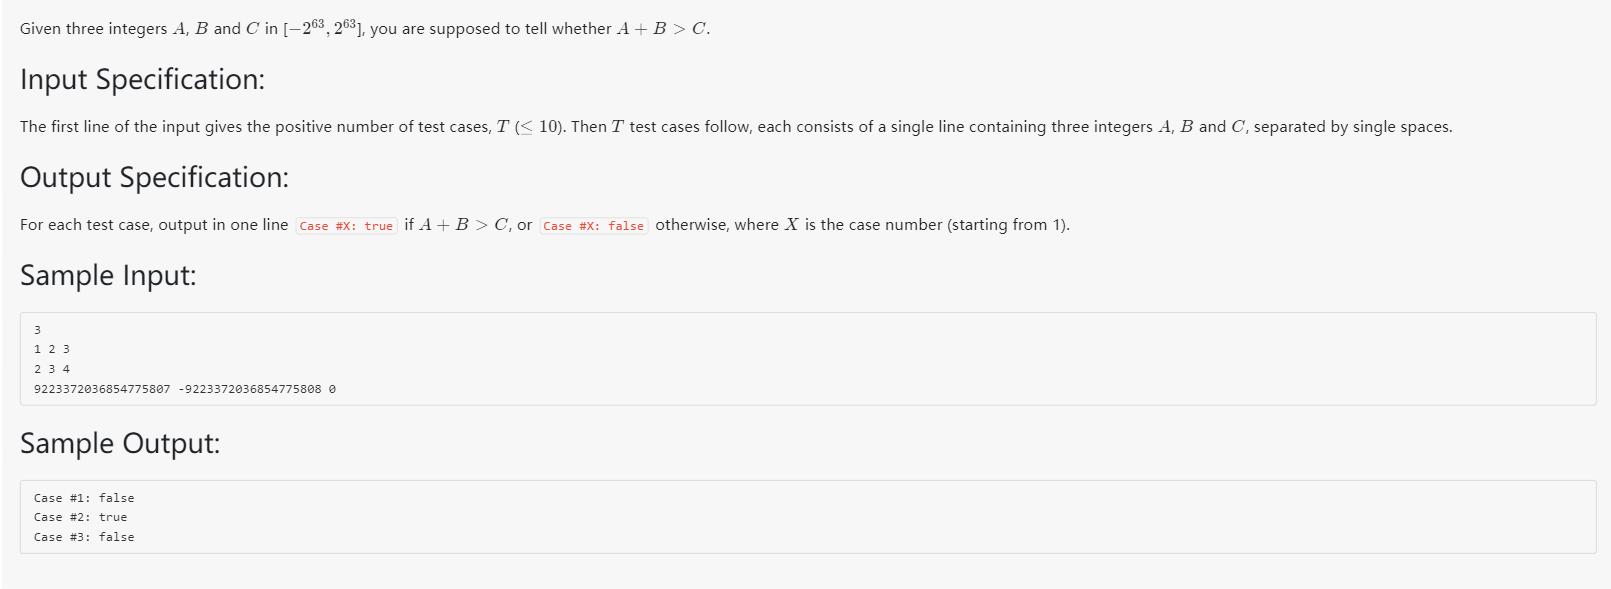 Given three integers A, B and C in [−2^63, 2^63], you are supposed to tell whether A + B > C.
Input Specification:
The first line of the input gives the positive number of test cases, T (≤ 10). Then T test cases follow, each consists of a single line containing three integers A, B and C, separated by single spaces.
Output Specification:
For each test case, output in one line Case #X: true if A + B > C, or Case #X: false otherwise, where X is the case number (starting from 1).
Sample Input:
3
1 2 3
2 3 4
9223372036854775807 -9223372036854775808 0
Sample Output:
Case #1: false
Case #2: true
Case #3: false